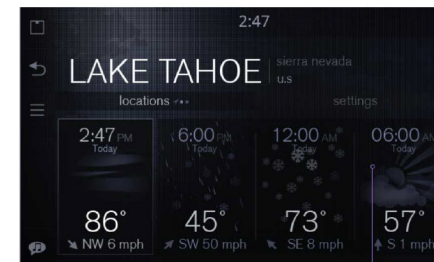 2:47
LAKE TAHOE
sierra nevada
u.s
locations
settings
2:47 PM
Today
6:00 PM
Today
12:00 AM
Today
06:00 AM
Today
86°
45°
73°
57°
NW 6 mph
SW 50 mph
SE 8 mph
S 1 mph